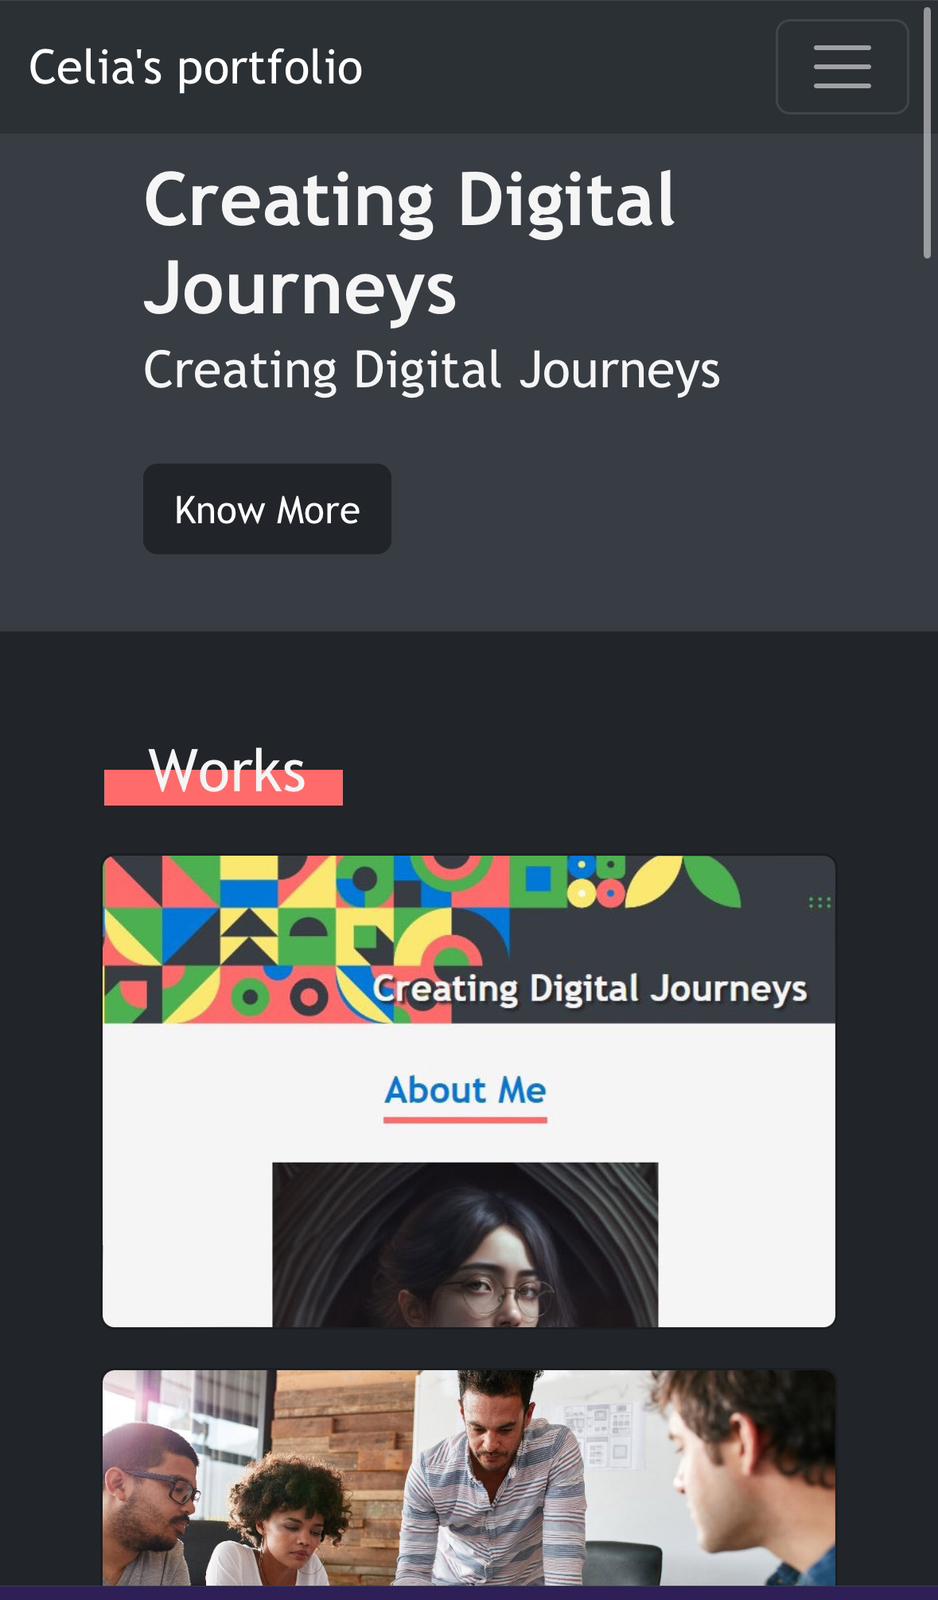 Celia's portfolio
Creating Digital
Journeys
Creating Digital Journeys
Know More
Works
Creating Digital Journeys
About Me